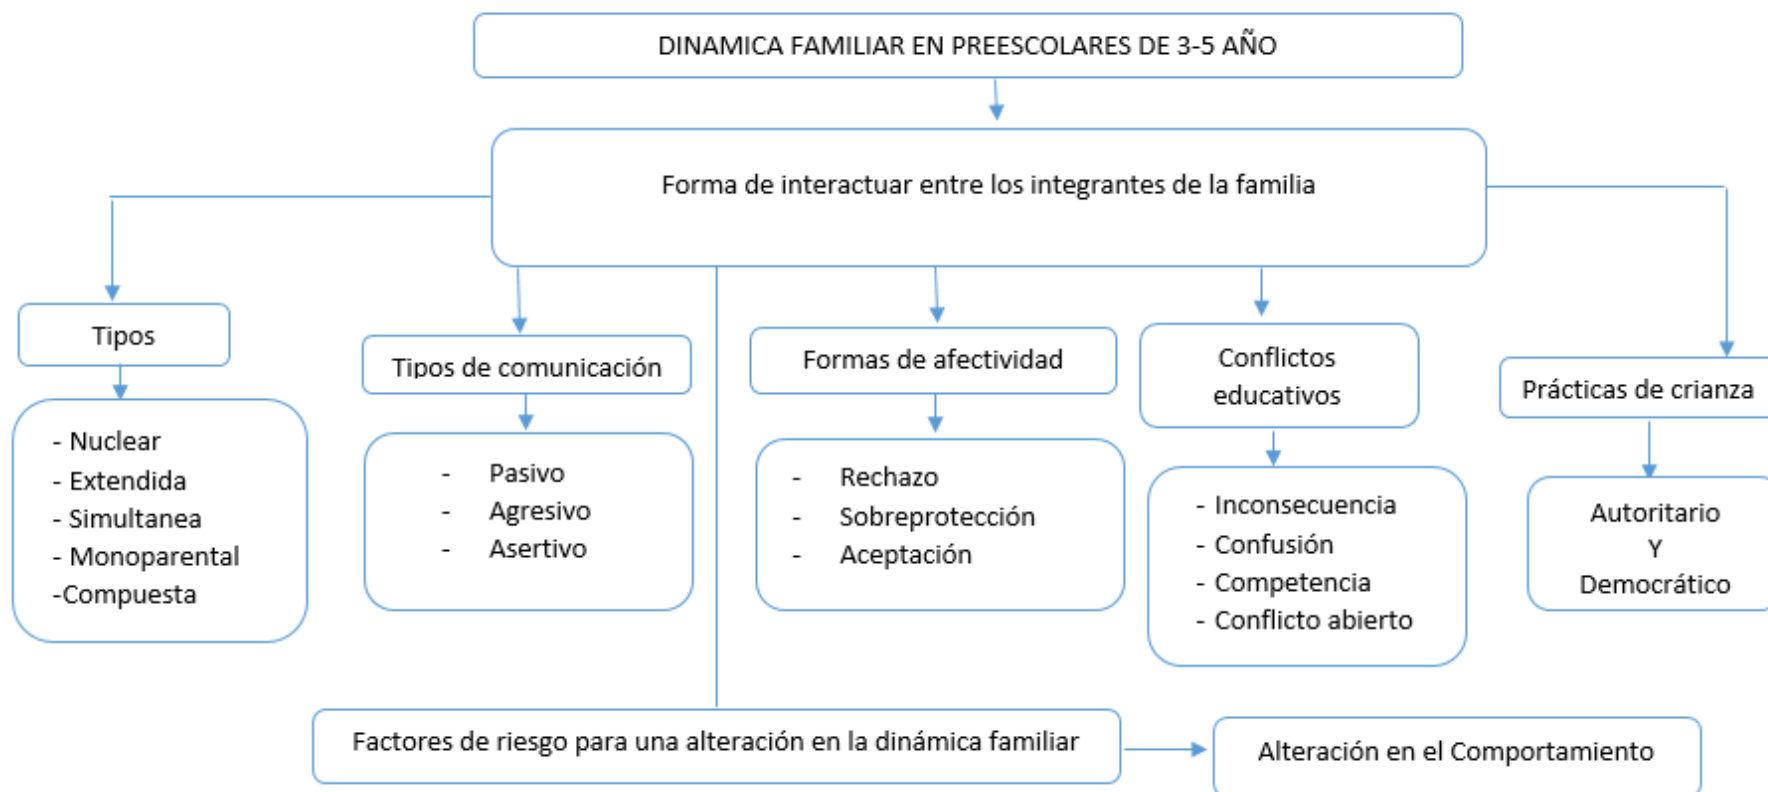 DINAMICA FAMILIAR EN PREESCOLARES DE 3-5 AÑO
Forma de interactuar entre los integrantes de la familia
Tipos
- Nuclear
- Extendida
- Simultanea
- Monoparental
-Compuesta
Tipos de comunicación
- Pasivo
- Agresivo
- Asertivo
Formas de afectividad
- Rechazo
- Sobreprotección
- Aceptación
Conflictos
educativos
- Inconsecuencia
- Confusión
- Competencia
- Conflicto abierto
Prácticas de crianza
Autoritario
Y
Democrático
Factores de riesgo para una alteración en la dinámica familiar
Alteración en el Comportamiento